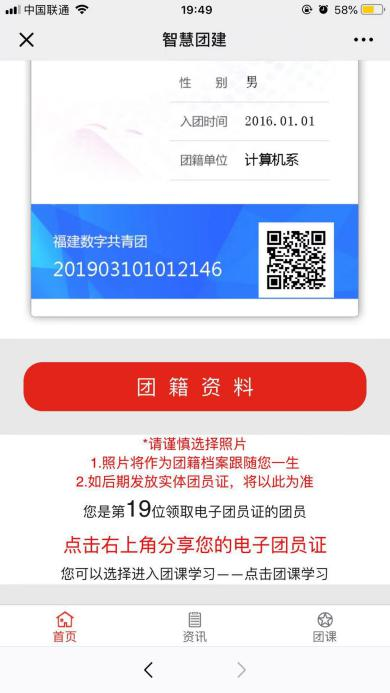 中国联通
19:49
58%
智慧团建
性 别 男
入团时间 2016.01.01
团籍单位 计算机系
福建数字共青团
201903101012146
团籍资料
*请谨慎选择照片
1.照片将作为团籍档案跟随您一生
2.如后期发放实体团员证，将以此为准
您是第19位领取电子团员证的团员
点击右上角分享您的电子团员证
您可以选择进入团课学习——点击团课学习
首页
资讯
团课